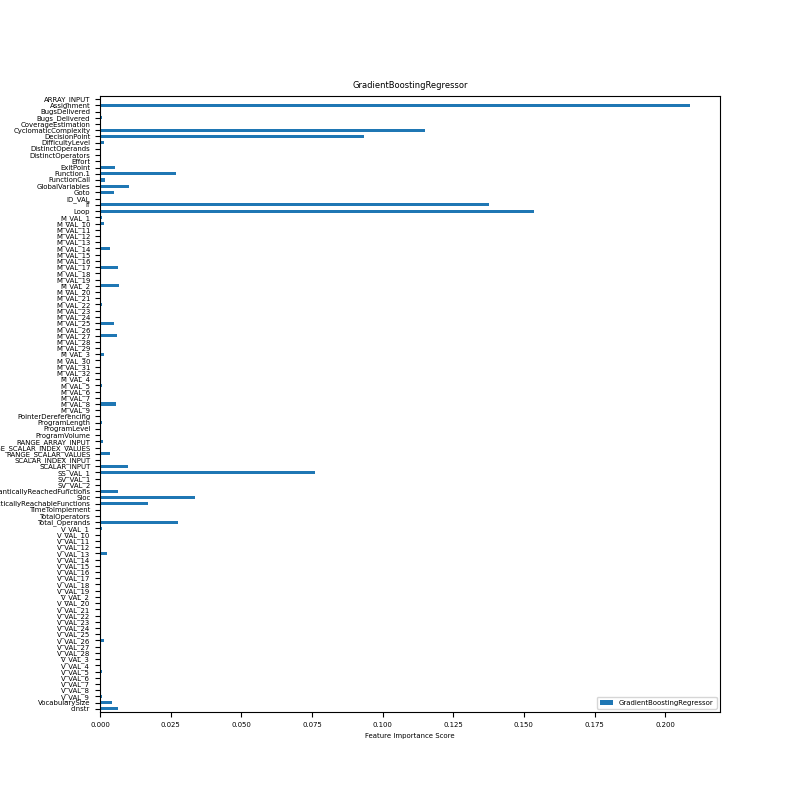 GradientBoostingRegressor
ARRAY_INPUT
Assignment
BugsDelivered
Bugs_Delivered
CoverageEstimation
CyclomaticComplexity
DecisionPoint
DifficultyLevel
DistinctOperands
DistinctOperators
Effort
ExitPoint
Function.1
FunctionCall
GlobalVariables
Goto
ID_VAL
If
Loop
M_VAL_1
M_VAL_10
M_VAL_11
M_VAL_12
M_VAL_13
M_VAL_14
M_VAL_15
M_VAL_16
M_VAL_17
M_VAL_18
M_VAL_19
M_VAL_2
M_VAL_20
M_VAL_21
M_VAL_22
M_VAL_23
M_VAL_24
M_VAL_25
M_VAL_26
M_VAL_27
M_VAL_28
M_VAL_29
M_VAL_3
M_VAL_30
M_VAL_31
M_VAL_32
M_VAL_4
M_VAL_5
M_VAL_6
M_VAL_7
M_VAL_8
M_VAL_9
PointerDereferencing
ProgramLength
ProgramLevel
ProgramVolume
RANGE_ARRAY_INPUT
E_SCALAR_INDEX_VALUES
RANGE_SCALAR_VALUES
SCALAR_INDEX_INPUT
SCALAR_INPUT
SS_VAL_1
SV_VAL_1
SV_VAL_2
anticallyReachedFunctions
Sloc
ticallyReachableFunctions
TimeToImplement
TotalOperators
Total_Operands
V_VAL_1
V_VAL_10
V_VAL_11
V_VAL_12
V_VAL_13
V_VAL_14
V_VAL_15
V_VAL_16
V_VAL_17
V_VAL_18
V_VAL_19
V_VAL_2
V_VAL_20
V_VAL_21
V_VAL_22
V_VAL_23
V_VAL_24
V_VAL_25
V_VAL_26
V_VAL_27
V_VAL_28
V_VAL_3
V_VAL_4
V_VAL_5
V_VAL_6
V_VAL_7
V_VAL_8
V_VAL_9
VocabularySize
cinstr
GradientBoostingRegressor
0.000 0.025 0.050 0.075 0.100 0.125 0.150 0.175 0.200
Feature Importance Score